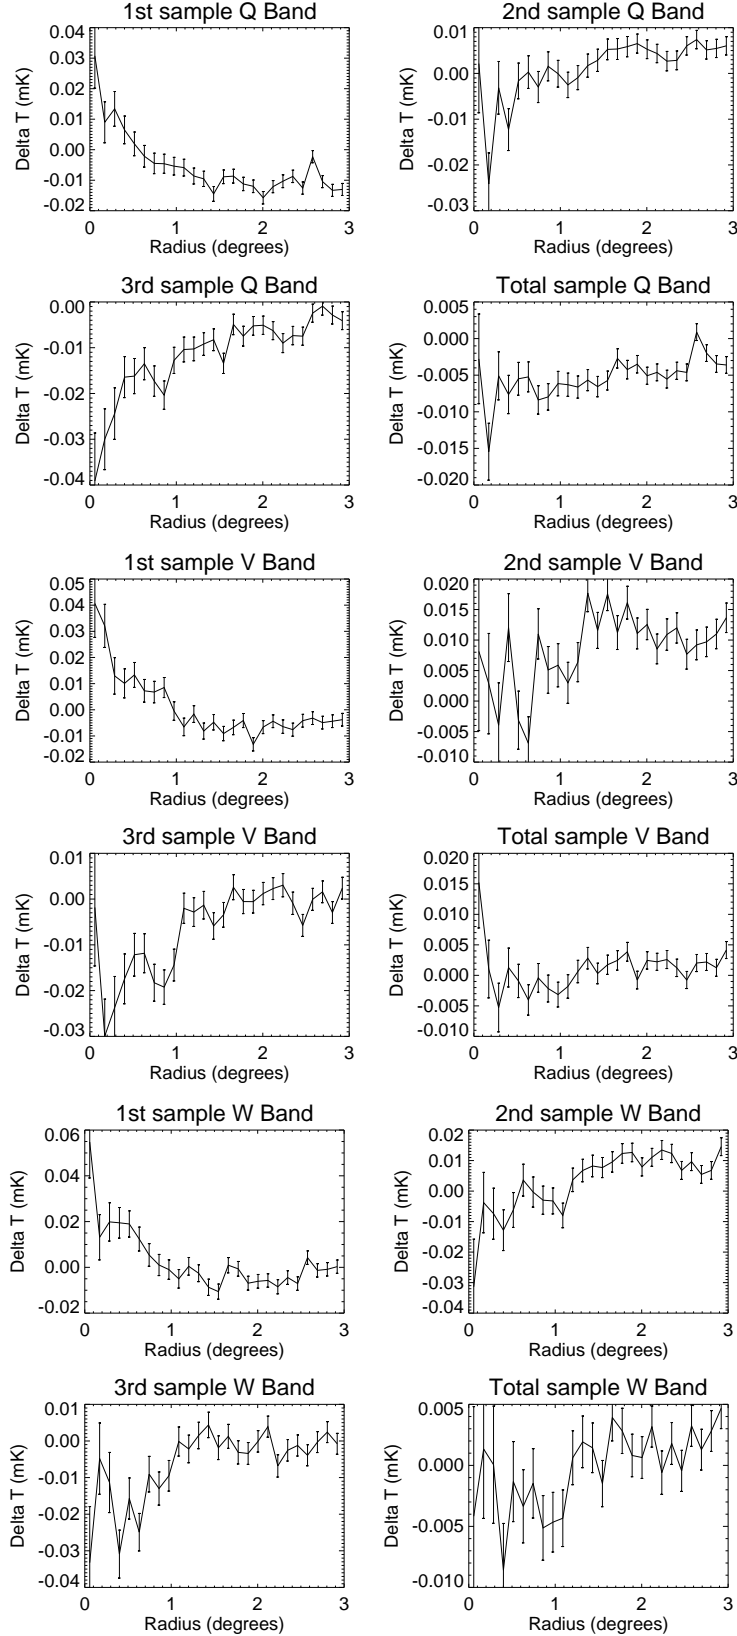 1st sample Q Band
2nd sample Q Band
0.04
0.03
0.02
0.01
0.00
-0.01
-0.02
Delta T (mK)
0 1 2 3
Radius (degrees)
0.01
0.00
-0.01
-0.02
-0.03
Delta T (mK)
0 1 2 3
Radius (degrees)
3rd sample Q Band
Total sample Q Band
0.00
-0.01
-0.02
-0.03
-0.04
Delta T (mK)
0 1 2 3
Radius (degrees)
0.005
0.000
-0.005
-0.010
-0.015
-0.020
Delta T (mK)
0 1 2 3
Radius (degrees)
1st sample V Band
2nd sample V Band
0.05
0.04
0.03
0.02
0.01
-0.00
-0.01
-0.02
Delta T (mK)
0 1 2 3
Radius (degrees)
0.020
0.015
0.010
0.005
0.000
-0.005
-0.010
Delta T (mK)
0 1 2 3
Radius (degrees)
3rd sample V Band
Total sample V Band
0.01
0.00
-0.01
-0.02
-0.03
Delta T (mK)
0 1 2 3
Radius (degrees)
0.020
0.015
0.010
0.005
0.000
-0.005
-0.010
Delta T (mK)
0 1 2 3
Radius (degrees)
1st sample W Band
2nd sample W Band
0.06
0.04
0.02
0.00
-0.02
Delta T (mK)
0 1 2 3
Radius (degrees)
0.02
0.01
0.00
-0.01
-0.02
-0.03
-0.04
Delta T (mK)
0 1 2 3
Radius (degrees)
3rd sample W Band
Total sample W Band
0.01
0.00
-0.01
-0.02
-0.03
-0.04
Delta T (mK)
0 1 2 3
Radius (degrees)
0.005
0.000
-0.005
-0.010
Delta T (mK)
0 1 2 3
Radius (degrees)